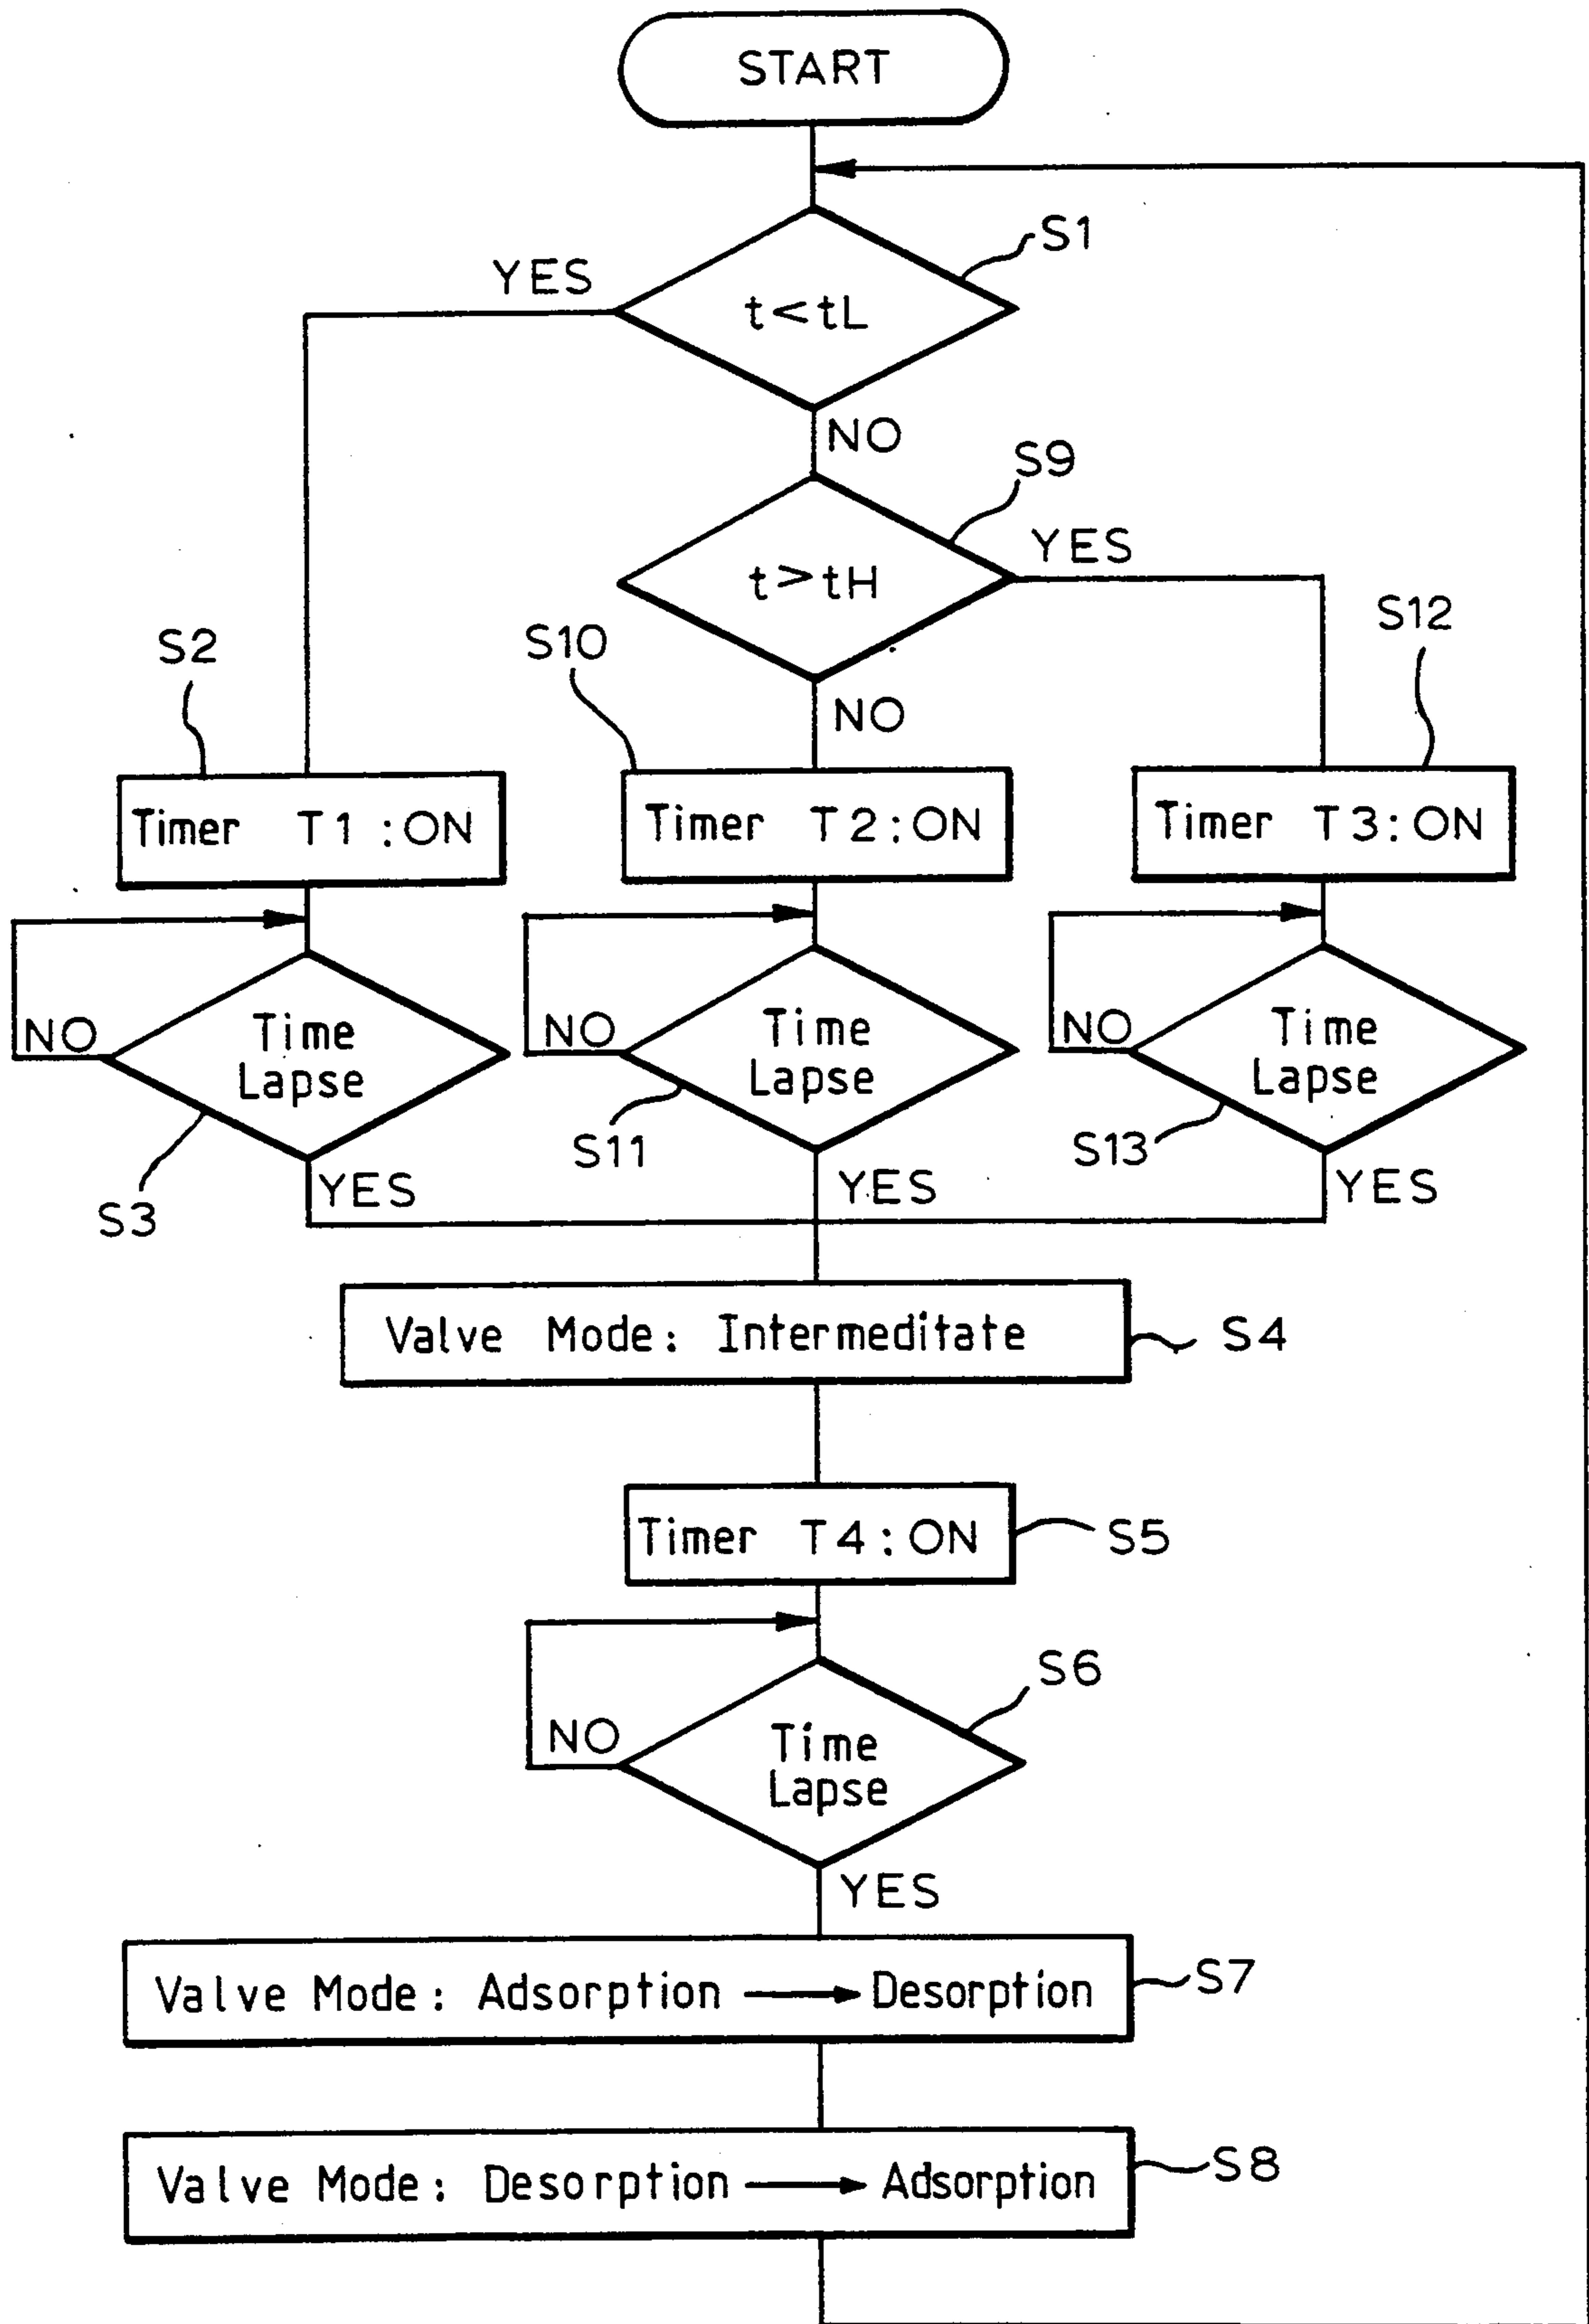 START
S1
YES
t<tL
NO
S9
YES
t>tH
S12
S10
S2
NO
Timer T1 :ON
Timer T2:ON
Timer T3:ON
NO
Time
Lapse
NO
Time
Lapse
NO
Time
Lapse
S11
S13
S3
YES
YES
YES
Valve Mode: Intermeditate
S4
Timer T4:ON
S5
S6
NO
Time
Lapse
YES
Valve Mode: Adsorption → Desorption
S7
Valve Mode: Desorption → Adsorption
S8